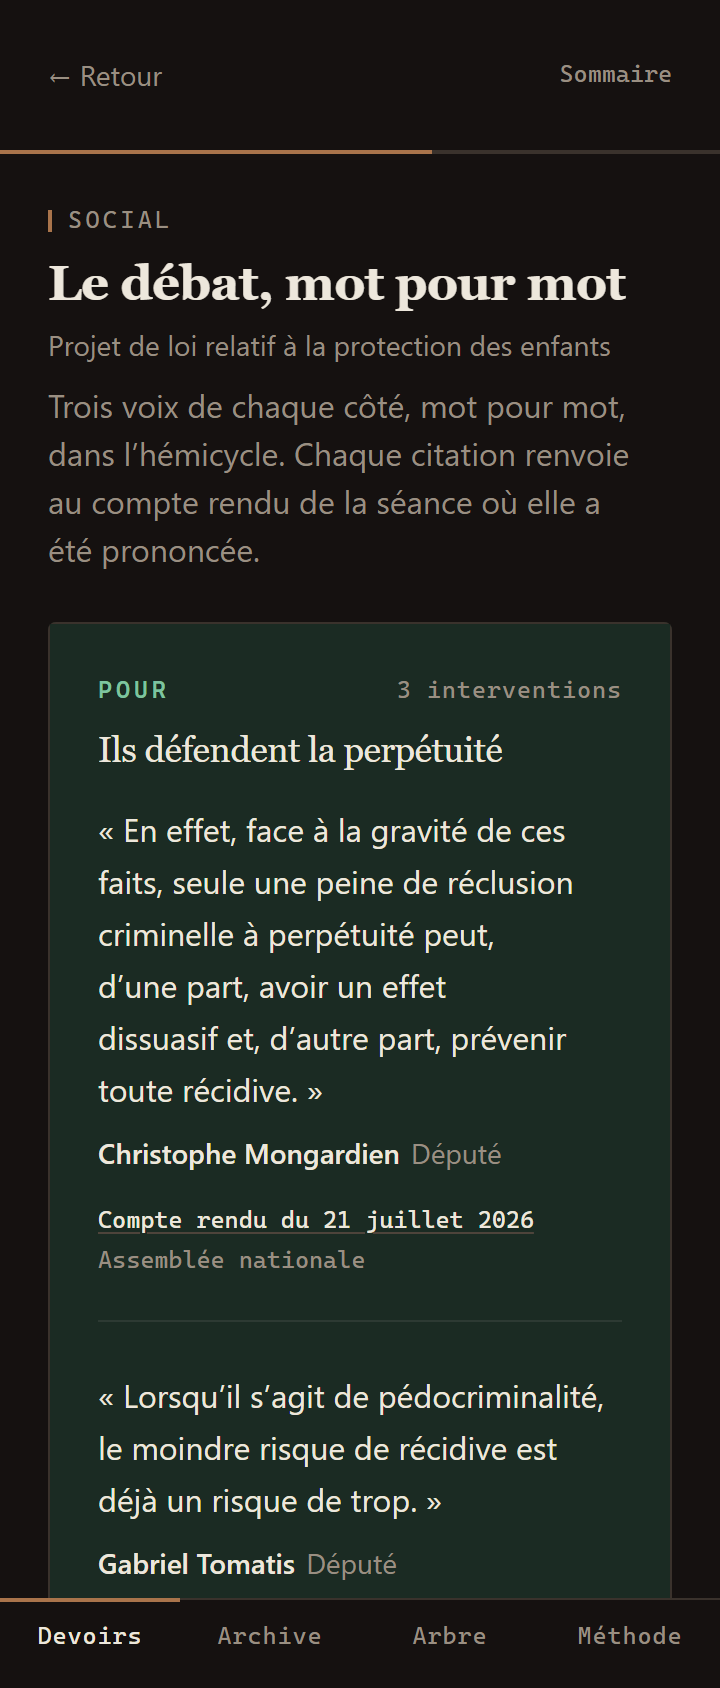 ← Retour
Sommaire
SOCIAL
Le débat, mot pour mot
Projet de loi relatif à la protection des enfants
Trois voix de chaque côté, mot pour mot,
dans l’hémicycle. Chaque citation renvoie
au compte rendu de la séance où elle a
été prononcée.
POUR
3 interventions
Ils défendent la perpétuité
« En effet, face à la gravité de ces
faits, seule une peine de réclusion
criminelle à perpétuité peut,
d’une part, avoir un effet
dissuasif et, d’autre part, prévenir
toute récidive. »
Christophe Mongardien Député
Compte rendu du 21 juillet 2026
Assemblée nationale
« Lorsqu’il s’agit de pédocriminalité,
le moindre risque de récidive est
déjà un risque de trop. »
Gabriel Tomatis Député
Devoirs Archive Arbre Méthode